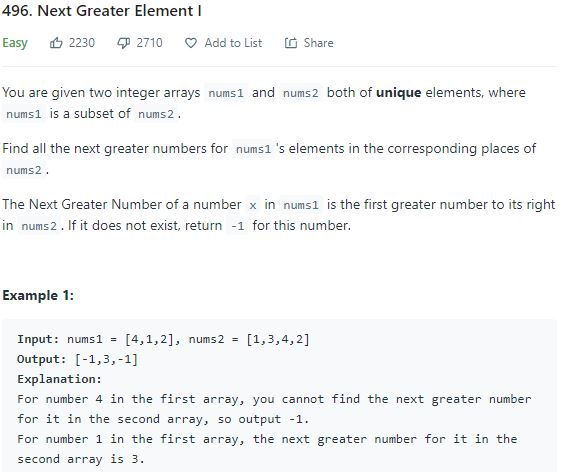 496. Next Greater Element I
Easy 2230 2710 Add to List Share
You are given two integer arrays nums1 and nums2 both of unique elements, where
nums1 is a subset of nums2 .
Find all the next greater numbers for nums1 's elements in the corresponding places of
nums2 .
The Next Greater Number of a number x in nums1 is the first greater number to its right
in nums2 . If it does not exist, return -1 for this number.
Example 1:
Input: nums1 = [4,1,2], nums2 = [1,3,4,2]
Output: [-1,3,-1]
Explanation:
For number 4 in the first array, you cannot find the next greater number
for it in the second array, so output -1.
For number 1 in the first array, the next greater number for it in the
second array is 3.